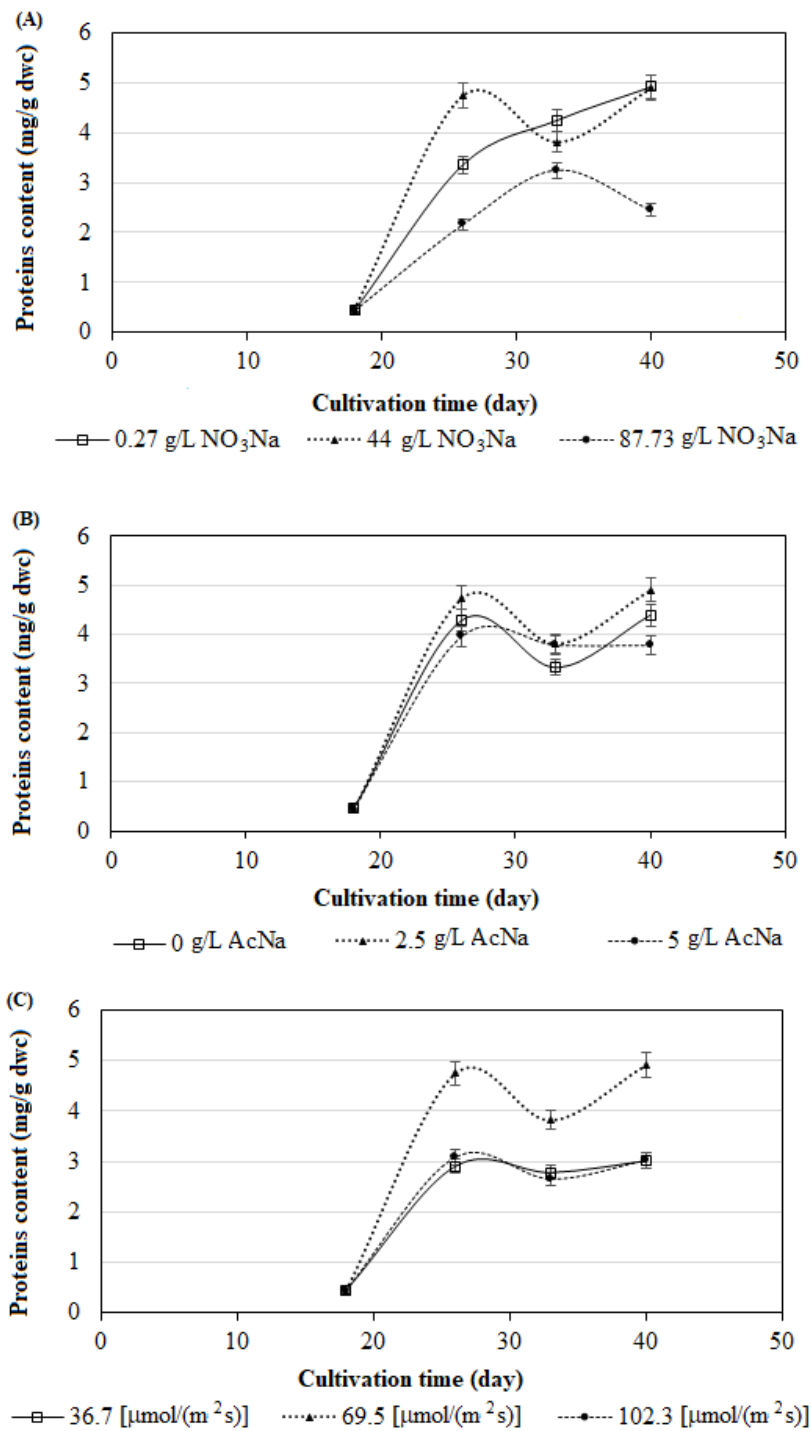 (A)
Proteins content (mg/g dwc)
6
5
4
3
2
1
0
0 10 20 30 40 50
Cultivation time (day)
0.27 g/L NO₃Na 44 g/L NO₃Na 87.73 g/L NO₃Na
(B)
Proteins content (mg/g dwc)
6
5
4
3
2
1
0
0 10 20 30 40 50
Cultivation time (day)
0 g/L AcNa 2.5 g/L AcNa 5 g/L AcNa
(C)
Proteins content (mg/g dwc)
6
5
4
3
2
1
0
0 10 20 30 40 50
Cultivation time (day)
36.7 [μmol/(m²s)] 69.5 [μmol/(m²s)] 102.3 [μmol/(m²s)]